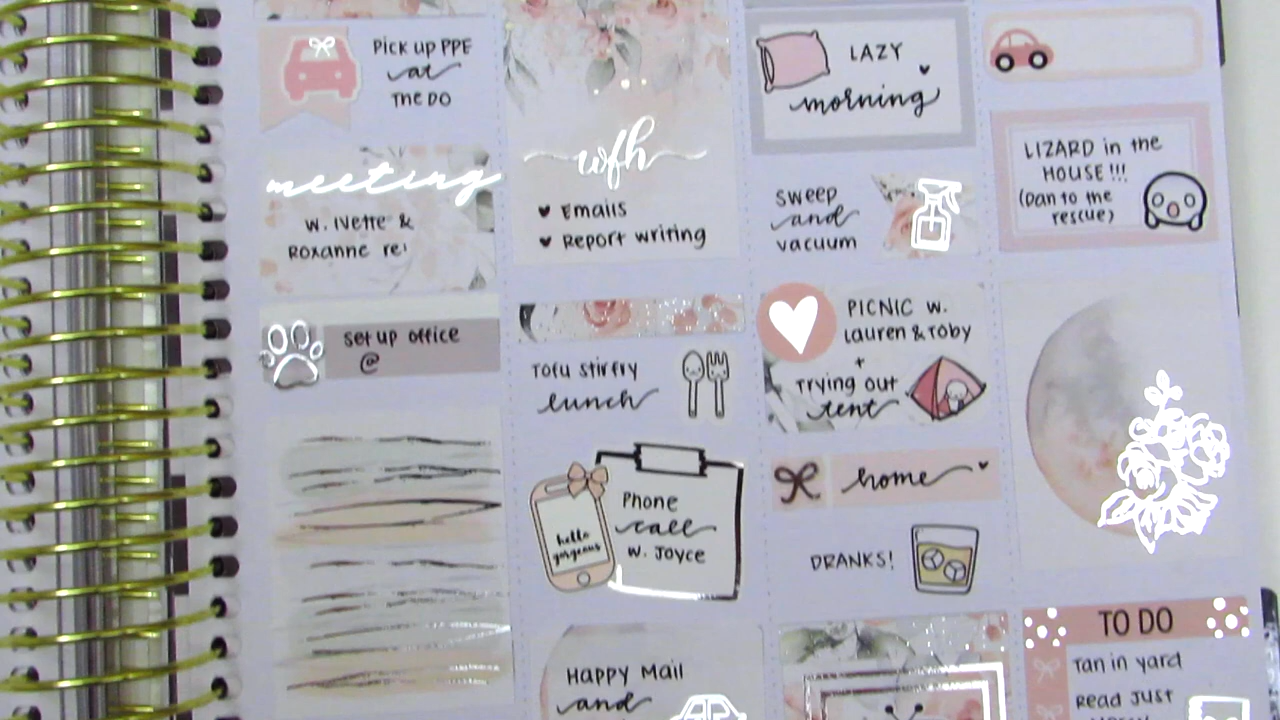 Pick up PPE
at
THE DO
meeting
w. Ivette &
Roxanne re:
set up office
@
wfh
Emails
Report writing
Tofu stir fry
lunch
hello
gorgeous
Phone
call
w. Joyce
Happy Mail
and
LAZY
morning
SWEEP
and
vacuum
PICNIC w.
Lauren & Toby
+
Trying out
tent
home
DRANKS!
LIZARD in the
HOUSE!!!
(Dan to the
rescue)
TO DO
Tan in yard
Read Just